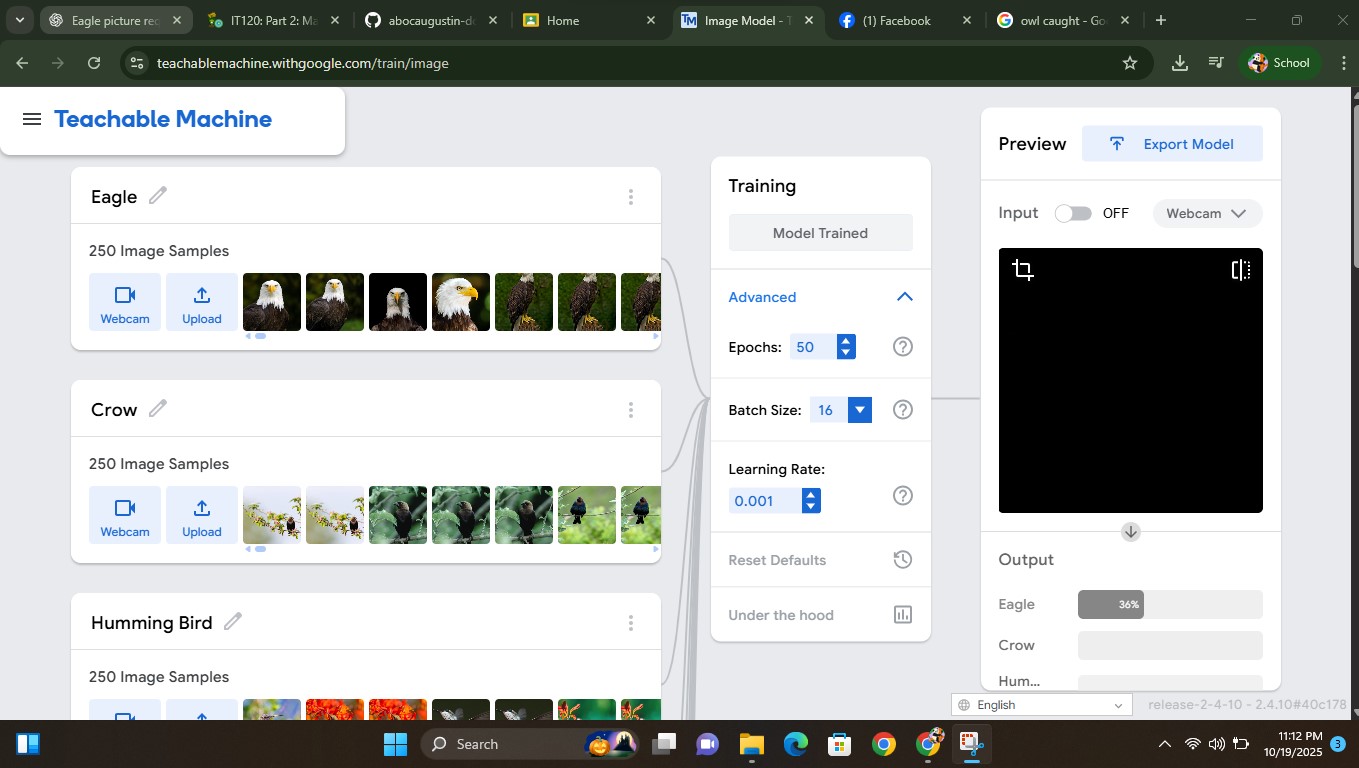 Eagle picture rec
IT120: Part 2: Ma
abocaugustin-de
Home
Image Model - T
(1) Facebook
owl caught - Goo
teachablemachine.withgoogle.com/train/image
School
Teachable Machine
Eagle
250 Image Samples
Webcam
Upload
Crow
250 Image Samples
Webcam
Upload
Humming Bird
250 Image Samples
Training
Model Trained
Advanced
Epochs: 50
Batch Size: 16
Learning Rate:
0.001
Reset Defaults
Under the hood
Preview
Export Model
Input OFF Webcam
Output
Eagle 36%
Crow
Hum...
English
release-2-4-10 - 2.4.10#40c178
Search
11:12 PM
10/19/2025
3